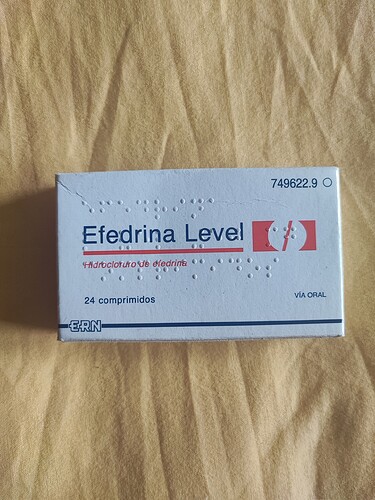 749622.9
Efedrina Level
Hidrocloruro de efedrina
24 comprimidos
VÍA ORAL
ERN